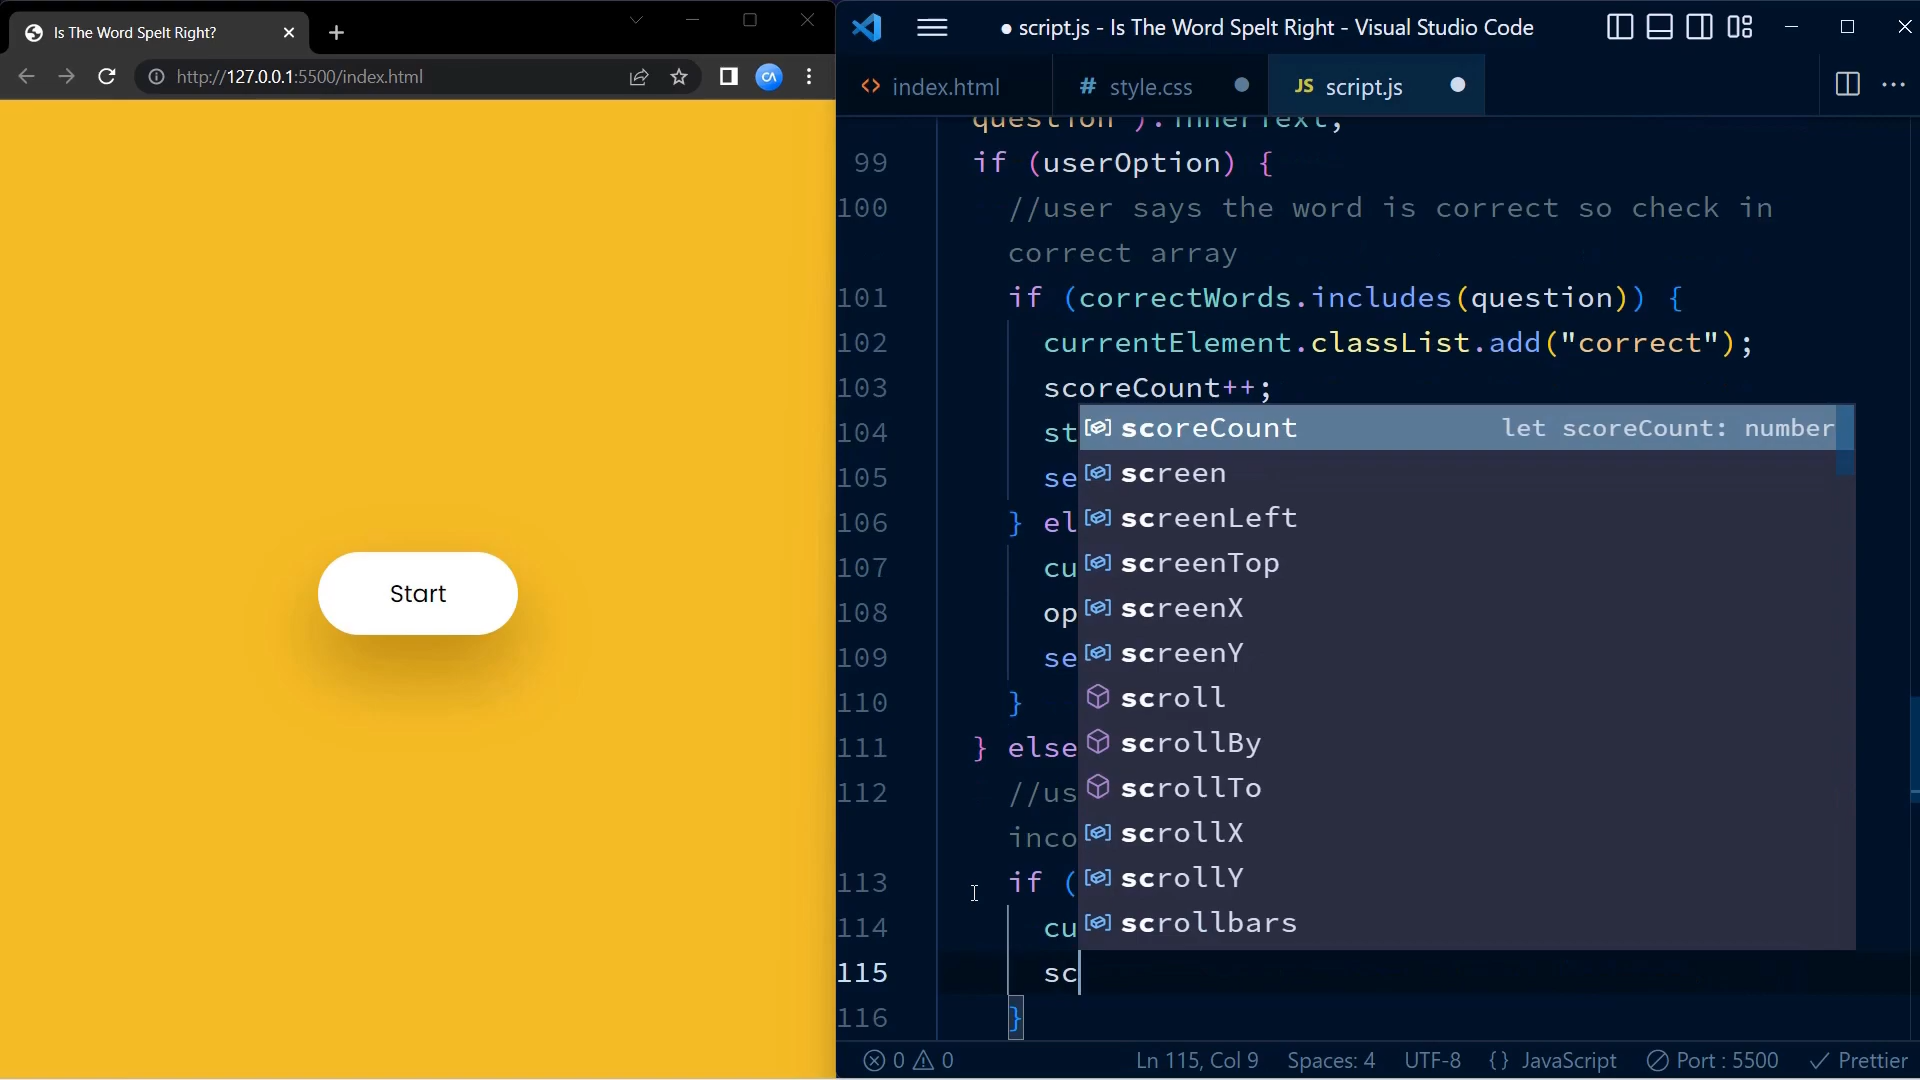 Is The Word Spelt Right?
http://127.0.0.1:5500/index.html
CA
Start
● script.js - Is The Word Spelt Right - Visual Studio Code
<> index.html
# style.css
JS script.js
question").innerText;
99 if (userOption) {
100 //user says the word is correct so check in
correct array
101 if (correctWords.includes(question)) {
102 currentElement.classList.add("correct");
103 scoreCount++;
104 st
105 se
106 } el
107 cu
108 op
109 se
110 }
111 } else
112 //us
inco
113 if (
114 cu
115 sc
116 }
scoreCount let scoreCount: number
screen
screenLeft
screenTop
screenX
screenY
scroll
scrollBy
scrollTo
scrollX
scrollY
scrollbars
0 0 Ln 115, Col 9 Spaces: 4 UTF-8 {} JavaScript Port : 5500 Prettier